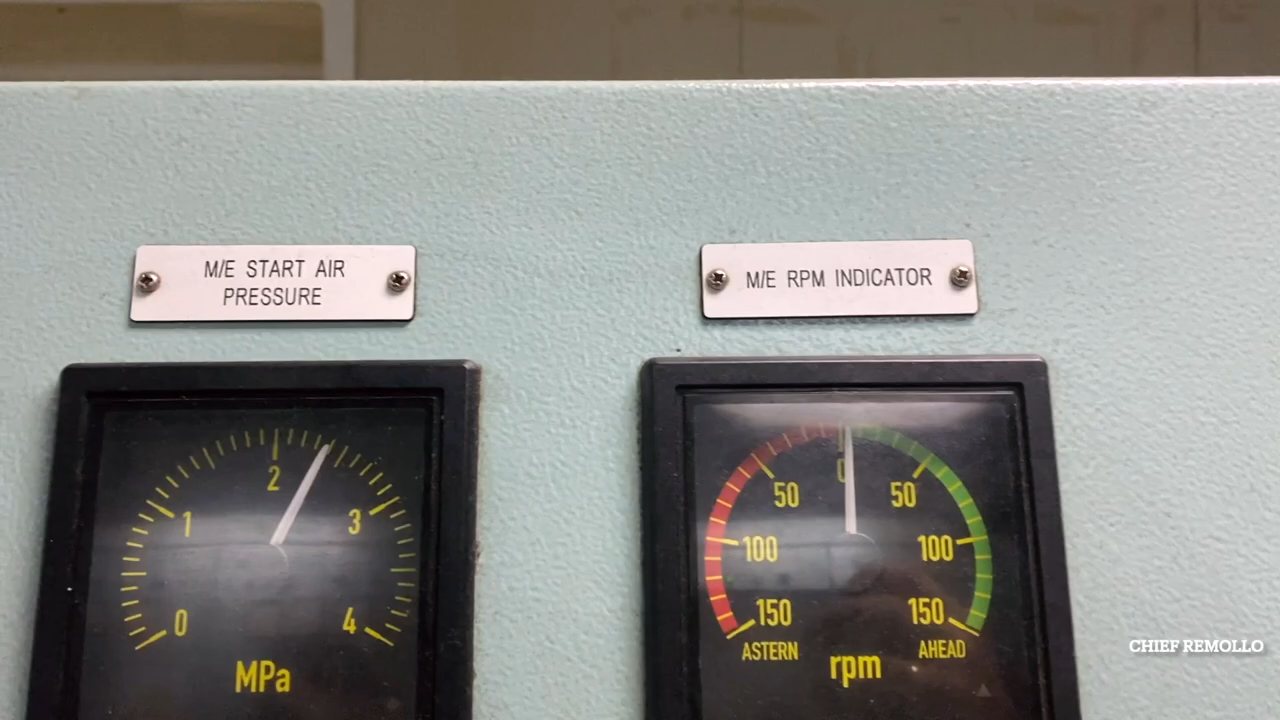 M/E START AIR
PRESSURE
M/E RPM INDICATOR
0
1
2
3
4
MPa
0
50
50
100
100
150
150
ASTERN
AHEAD
rpm
CHIEF REMOLLO